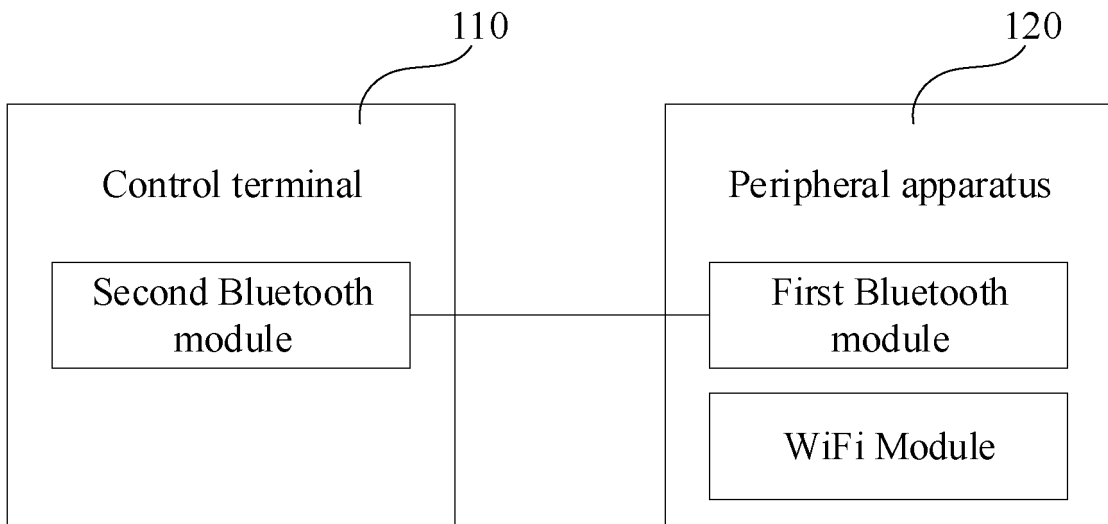 110
120
Control terminal
Peripheral apparatus
Second Bluetooth
module
First Bluetooth
module
WiFi Module